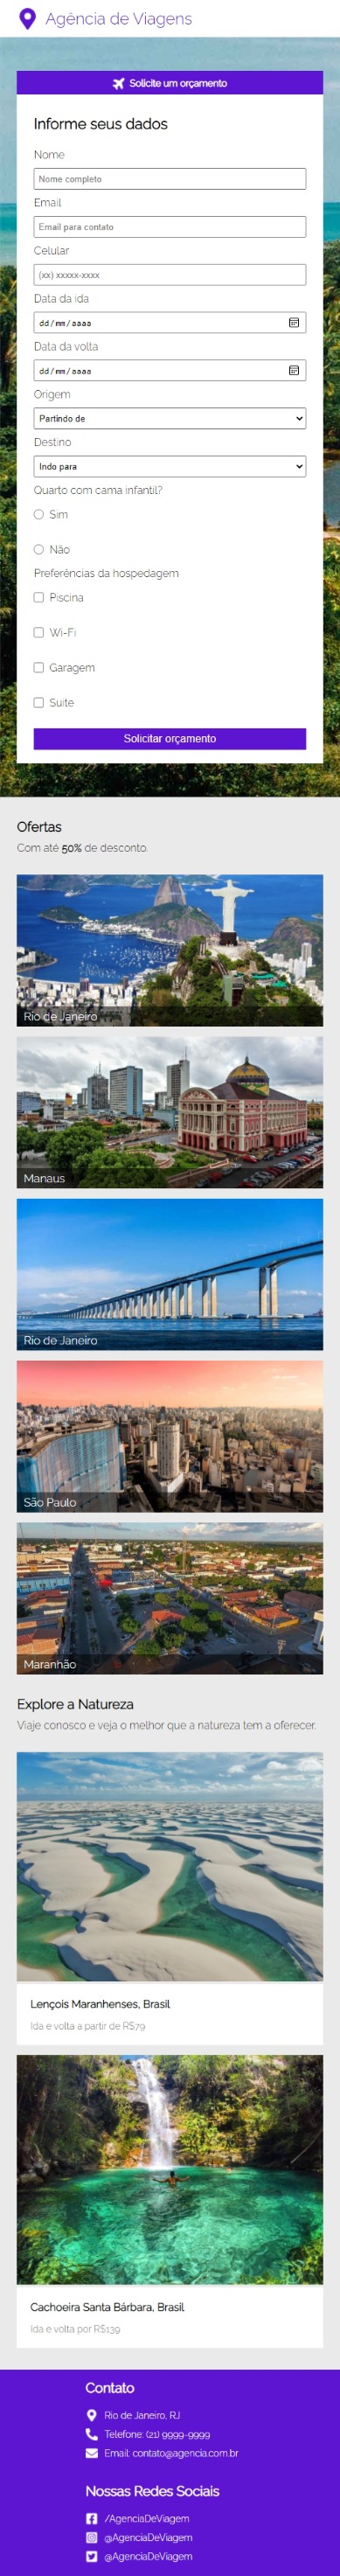 Agência de Viagens
Solicite um orçamento
Informe seus dados
Nome
Nome completo
Email
Email para contato
Celular
(xx) xxxxx-xxxx
Data da ida
dd/mm/aaaa
Data da volta
dd/mm/aaaa
Origem
Partindo de
Destino
Indo para
Quarto com cama infantil?
Sim
Não
Preferências da hospedagem
Piscina
Wi-Fi
Garagem
Suíte
Solicitar orçamento
Ofertas
Com até 50% de desconto.
Rio de Janeiro
Manaus
Rio de Janeiro
São Paulo
Maranhão
Explore a Natureza
Viaje conosco e veja o melhor que a natureza tem a oferecer.
Lençois Maranhenses, Brasil
Ida e volta a partir de R$79
Cachoeira Santa Bárbara, Brasil
Ida e volta por R$139
Contato
Rio de Janeiro, RJ
Telefone: (21) 9999-9999
Email: contato@agencia.com.br
Nossas Redes Sociais
/AgenciaDeViagem
@AgenciaDeViagem
@AgenciaDeViagem